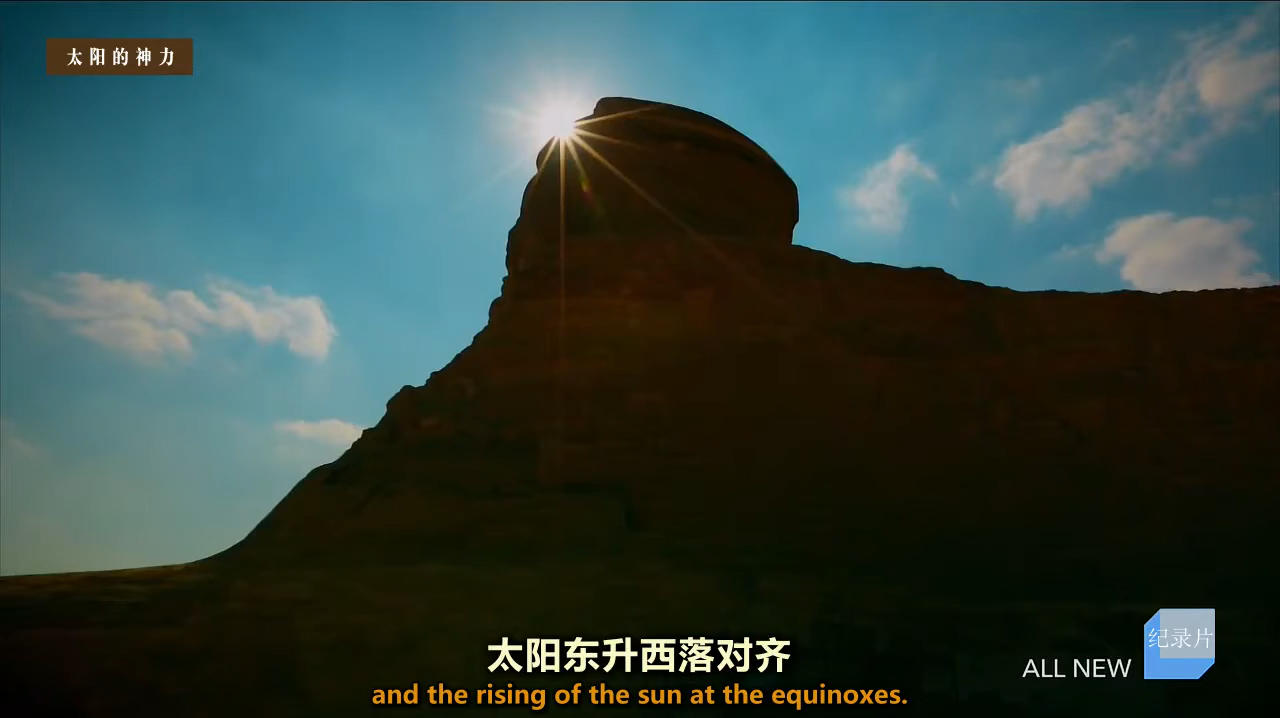 太阳的神力
太阳东升西落对齐
and the rising of the sun at the equinoxes.
纪录片
ALL NEW